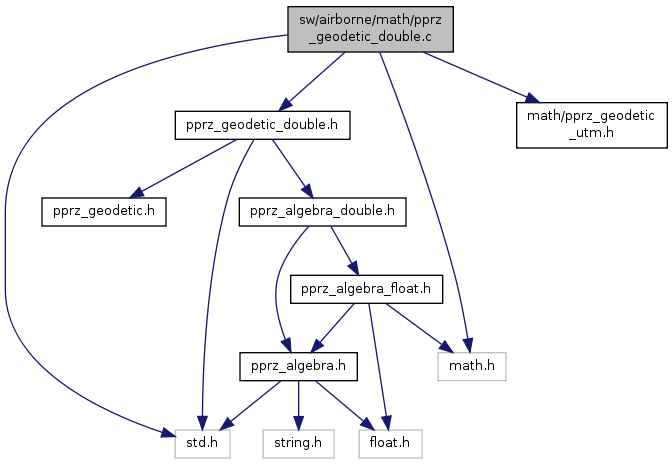 sw/airborne/math/pprz
_geodetic_double.c
pprz_geodetic_double.h
math/pprz_geodetic
_utm.h
pprz_geodetic.h
pprz_algebra_double.h
pprz_algebra_float.h
pprz_algebra.h
math.h
std.h
string.h
float.h